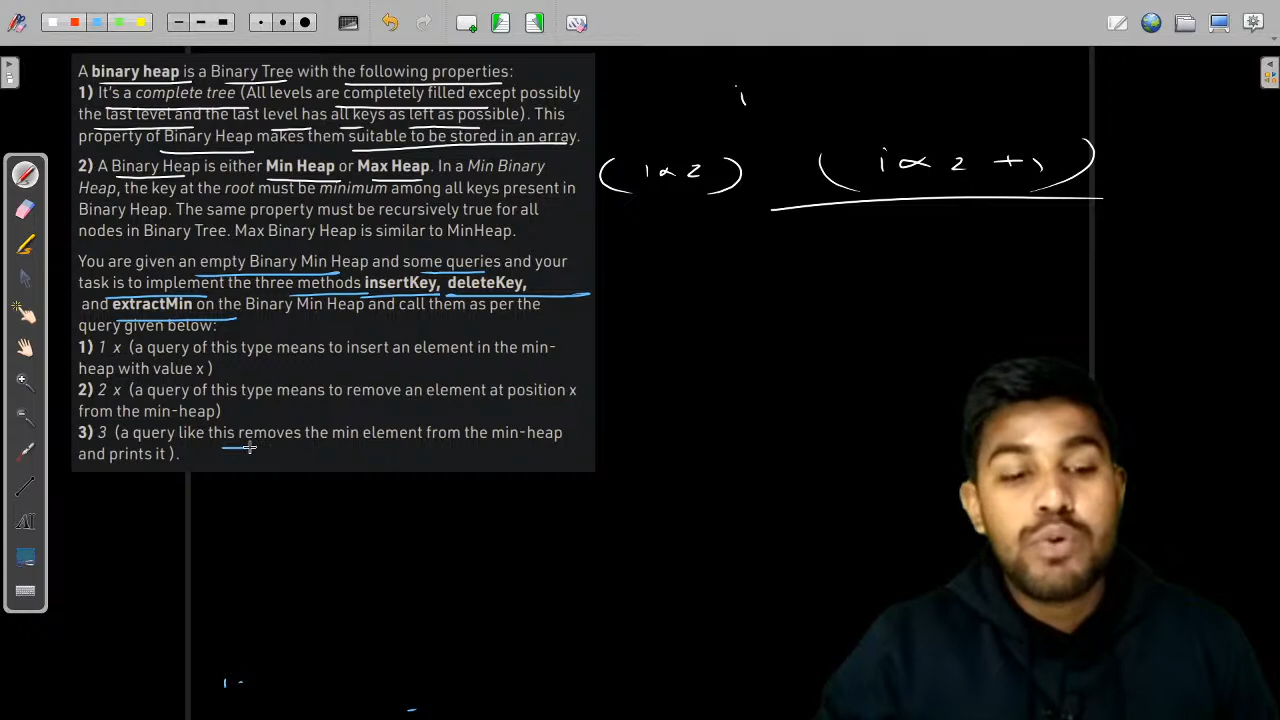 A binary heap is a Binary Tree with the following properties:
1) It's a complete tree (All levels are completely filled except possibly
the last level and the last level has all keys as left as possible). This
property of Binary Heap makes them suitable to be stored in an array.
2) A Binary Heap is either Min Heap or Max Heap. In a Min Binary
Heap, the key at the root must be minimum among all keys present in
Binary Heap. The same property must be recursively true for all
nodes in Binary Tree. Max Binary Heap is similar to MinHeap.
You are given an empty Binary Min Heap and some queries and your
task is to implement the three methods insertKey, deleteKey,
and extractMin on the Binary Min Heap and call them as per the
query given below:
1) 1 x (a query of this type means to insert an element in the min-
heap with value x )
2) 2 x (a query of this type means to remove an element at position x
from the min-heap)
3) 3 (a query like this removes the min element from the min-heap
and prints it ).
i
(i * 2)
(i * 2 + 1)